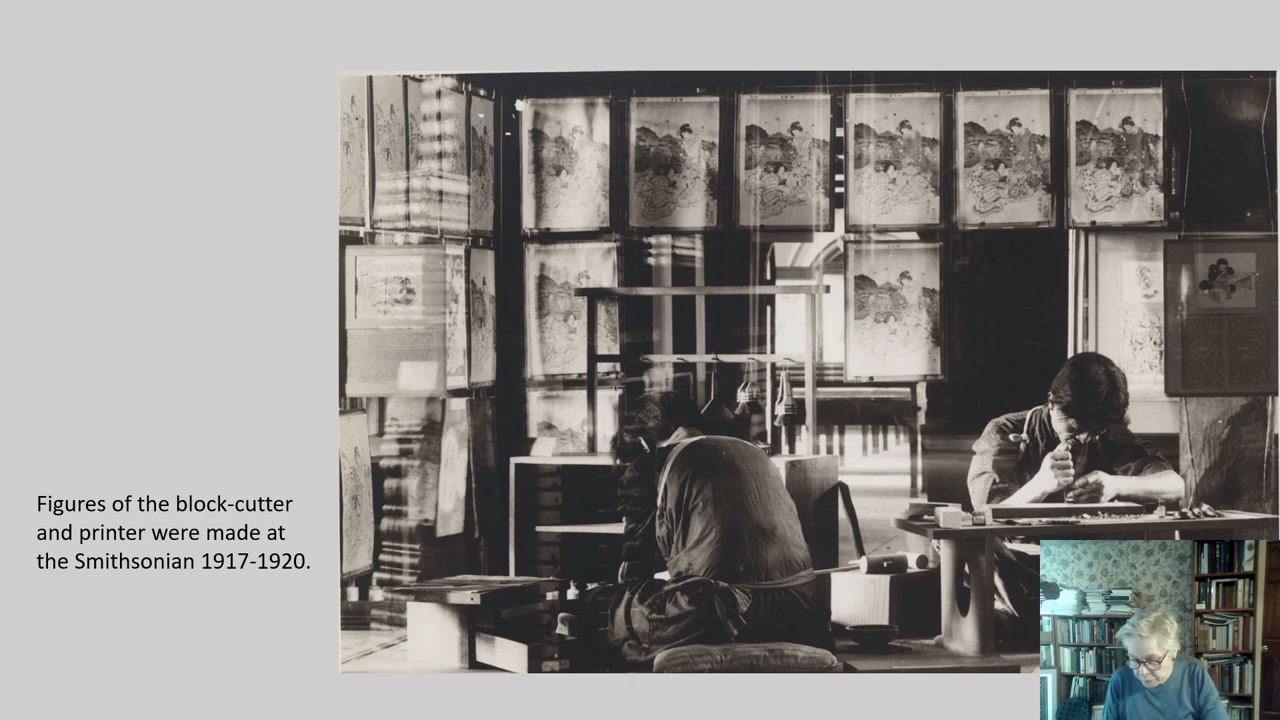 Figures of the block-cutter
and printer were made at
the Smithsonian 1917-1920.